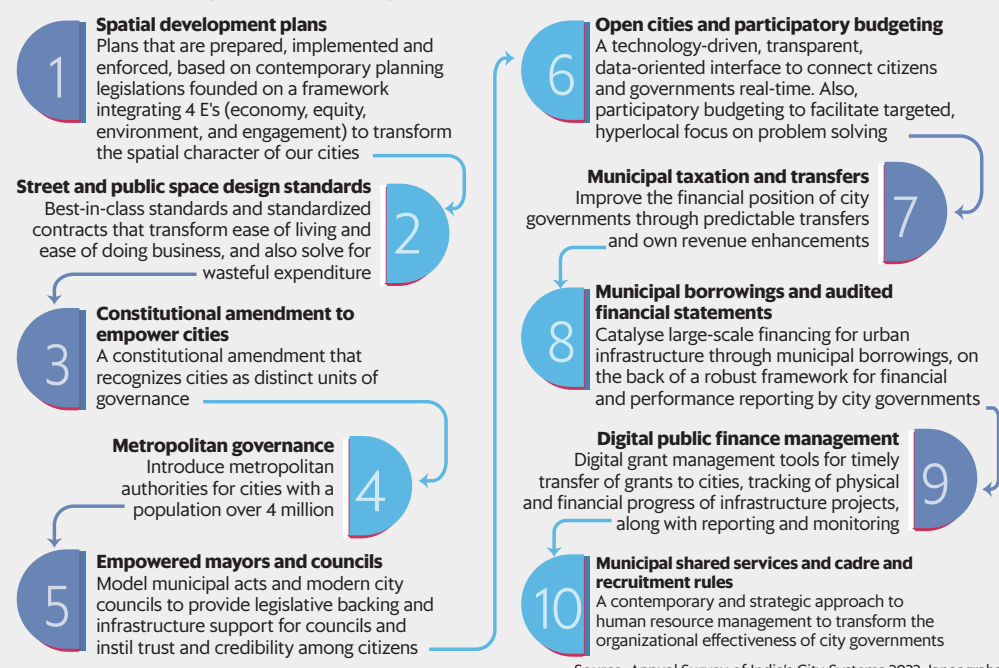 1
Spatial development plans
Plans that are prepared, implemented and
enforced, based on contemporary planning
legislations founded on a framework
integrating 4 E's (economy, equity,
environment, and engagement) to transform
the spatial character of our cities
2
Street and public space design standards
Best-in-class standards and standardized
contracts that transform ease of living and
ease of doing business, and also solve for
wasteful expenditure
3
Constitutional amendment to
empower cities
A constitutional amendment that
recognizes cities as distinct units of
governance
4
Metropolitan governance
Introduce metropolitan
authorities for cities with a
population over 4 million
5
Empowered mayors and councils
Model municipal acts and modern city
councils to provide legislative backing and
infrastructure support for councils and
instil trust and credibility among citizens
6
Open cities and participatory budgeting
A technology-driven, transparent,
data-oriented interface to connect citizens
and governments real-time. Also,
participatory budgeting to facilitate targeted,
hyperlocal focus on problem solving
7
Municipal taxation and transfers
Improve the financial position of city
governments through predictable transfers
and own revenue enhancements
8
Municipal borrowings and audited
financial statements
Catalyse large-scale financing for urban
infrastructure through municipal borrowings, on
the back of a robust framework for financial
and performance reporting by city governments
9
Digital public finance management
Digital grant management tools for timely
transfer of grants to cities, tracking of physical
and financial progress of infrastructure projects,
along with reporting and monitoring
10
Municipal shared services and cadre and
recruitment rules
A contemporary and strategic approach to
human resource management to transform the
organizational effectiveness of city governments